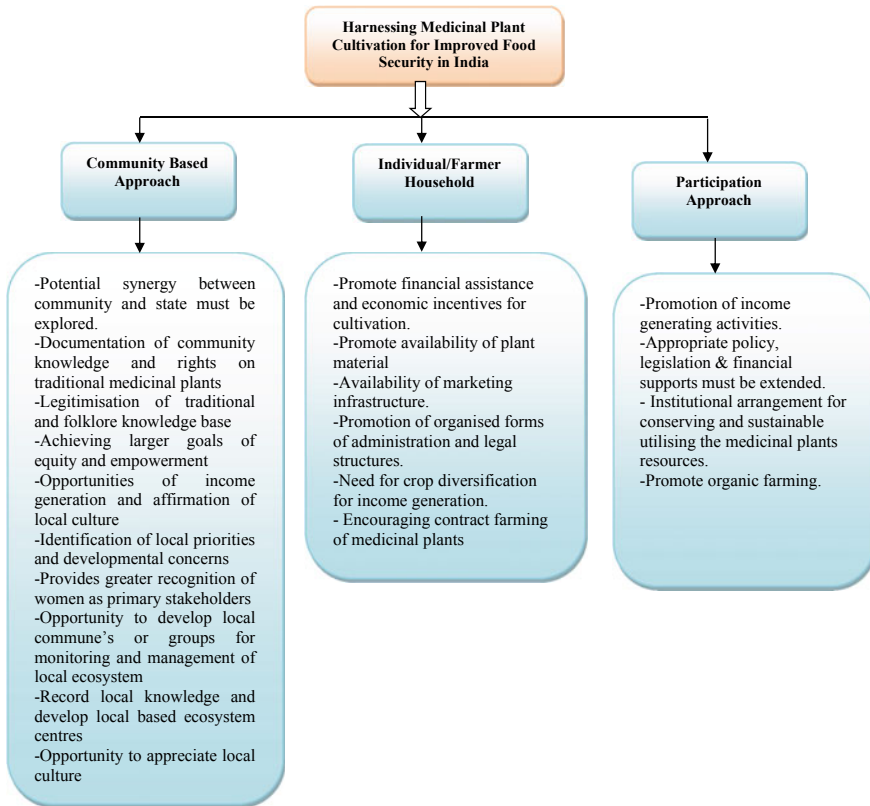 Harnessing Medicinal Plant
Cultivation for Improved Food
Security in India
Community Based
Approach
Individual/Farmer
Household
Participation
Approach
-Potential synergy between
community and state must be
explored.
-Documentation of community
knowledge and rights on
traditional medicinal plants
-Legitimisation of traditional
and folklore knowledge base
-Achieving larger goals of
equity and empowerment
-Opportunities of income
generation and affirmation of
local culture
-Identification of local priorities
and developmental concerns
-Provides greater recognition of
women as primary stakeholders
-Opportunity to develop local
commune's or groups for
monitoring and management of
local ecosystem
-Record local knowledge and
develop local based ecosystem
centres
-Opportunity to appreciate local
culture
-Promote financial assistance
and economic incentives for
cultivation.
-Promote availability of plant
material
-Availability of marketing
infrastructure.
-Promotion of organised forms
of administration and legal
structures.
-Need for crop diversification
for income generation.
- Encouraging contract farming
of medicinal plants
-Promotion of income
generating activities.
-Appropriate policy,
legislation & financial
supports must be extended.
- Institutional arrangement for
conserving and sustainable
utilising the medicinal plants
resources.
-Promote organic farming.